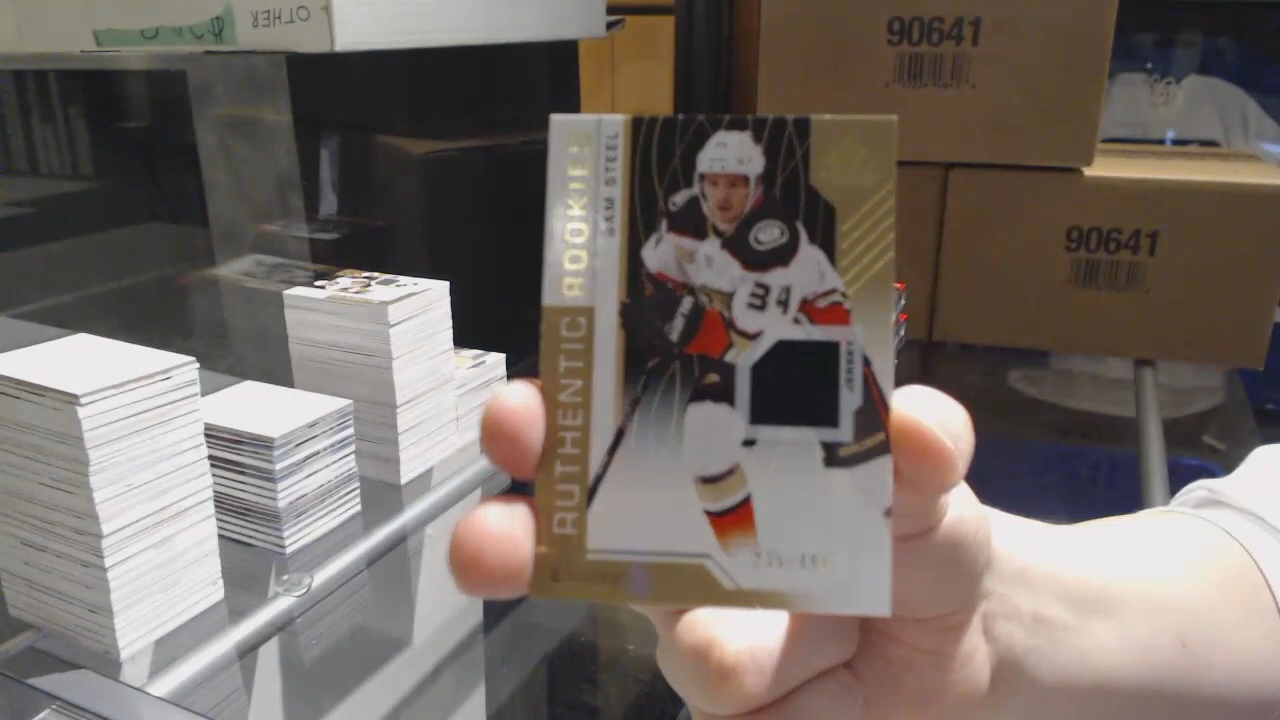 OTHER
90641
90641
AUTHENTIC ROOKIES
SAM STEEL
34
JERSEY